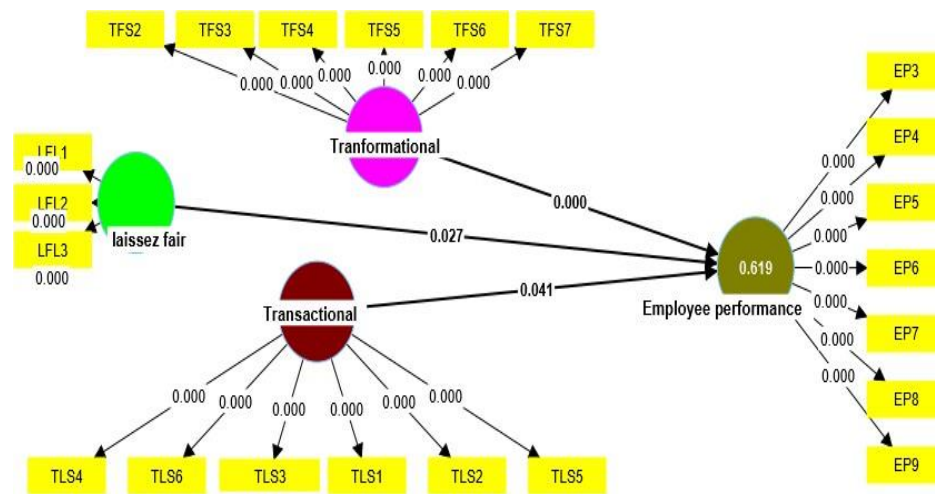 TFS2 TFS3 TFS4 TFS5 TFS6 TFS7
0.000 0.000 0.000 0.000 0.000 0.000
Tranformational
LFL1
0.000
LFL2
0.000
LFL3
0.000
laissez fair
0.000
0.027
0.041
Transactional
0.619
Employee performance
EP3
0.000
EP4
0.000
EP5
0.000
EP6
0.000
EP7
0.000
EP8
0.000
EP9
0.000
0.000 0.000 0.000 0.000 0.000 0.000
TLS4 TLS6 TLS3 TLS1 TLS2 TLS5